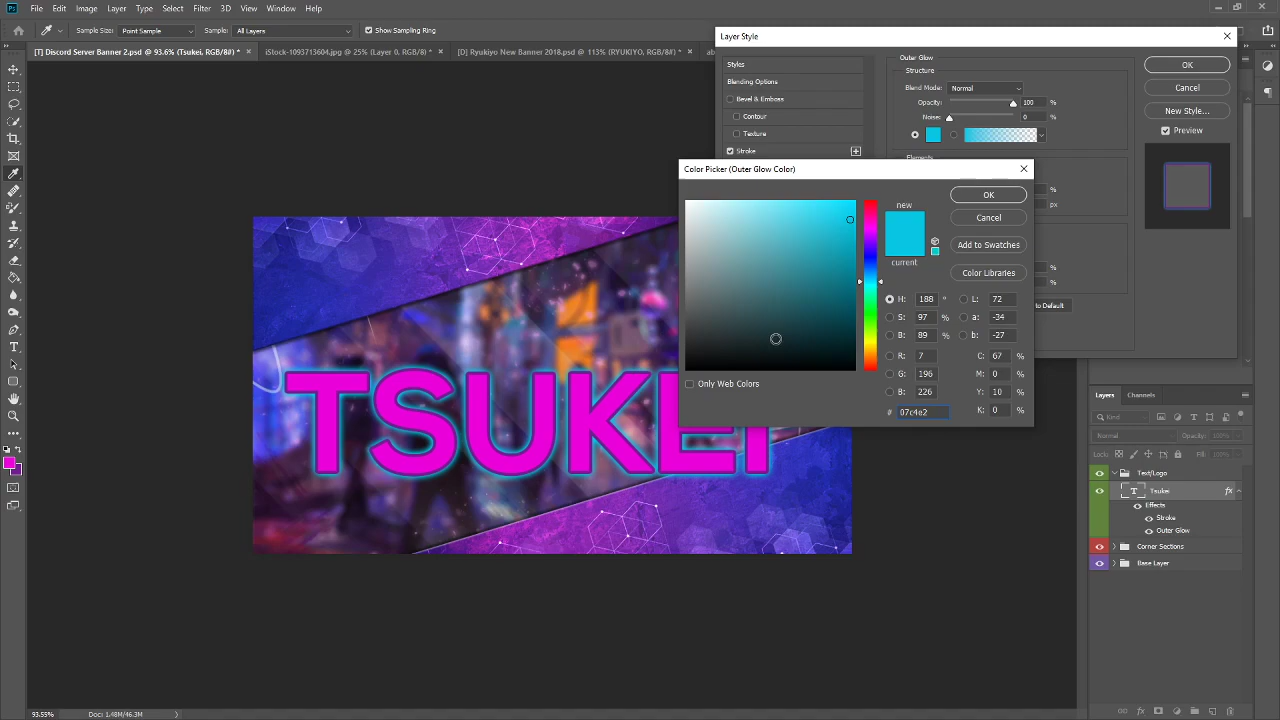 Ps File Edit Image Layer Type Select Filter 3D View Window Help
Sample Size: Point Sample Sample: All Layers Show Sampling Ring
[T] Discord Server Banner 2.psd @ 93.6% (Tsukei, RGB/8#) * × iStock-1093713604.jpg @ 25% (Layer 0, RGB/8#) * × [D] Ryukiyo New Banner 2018.psd @ 113% (RYUKIYO, RGB/8#) * ×
Layer Style
Styles
Blending Options
Bevel & Emboss
Contour
Texture
Stroke
Outer Glow
Structure
Blend Mode: Normal
Opacity: 100 %
Noise: 0 %
Elements
%
px
%
%
to Default
OK
Cancel
New Style...
Preview
Color Picker (Outer Glow Color)
new
current
OK
Cancel
Add to Swatches
Color Libraries
H: 188 ° L: 72
S: 97 % a: -34
B: 89 % b: -27
R: 7 C: 67 %
G: 196 M: 0 %
B: 226 Y: 10 %
# 07c4e2 K: 0 %
Only Web Colors
TSUKEI
Layers Channels
Kind
Normal Opacity: 100%
Lock: Fill: 100%
Text/Logo
T Tsukei fx
Effects
Stroke
Outer Glow
Corner Sections
Base Layer
93.55% Doc: 1.48M/46.3M